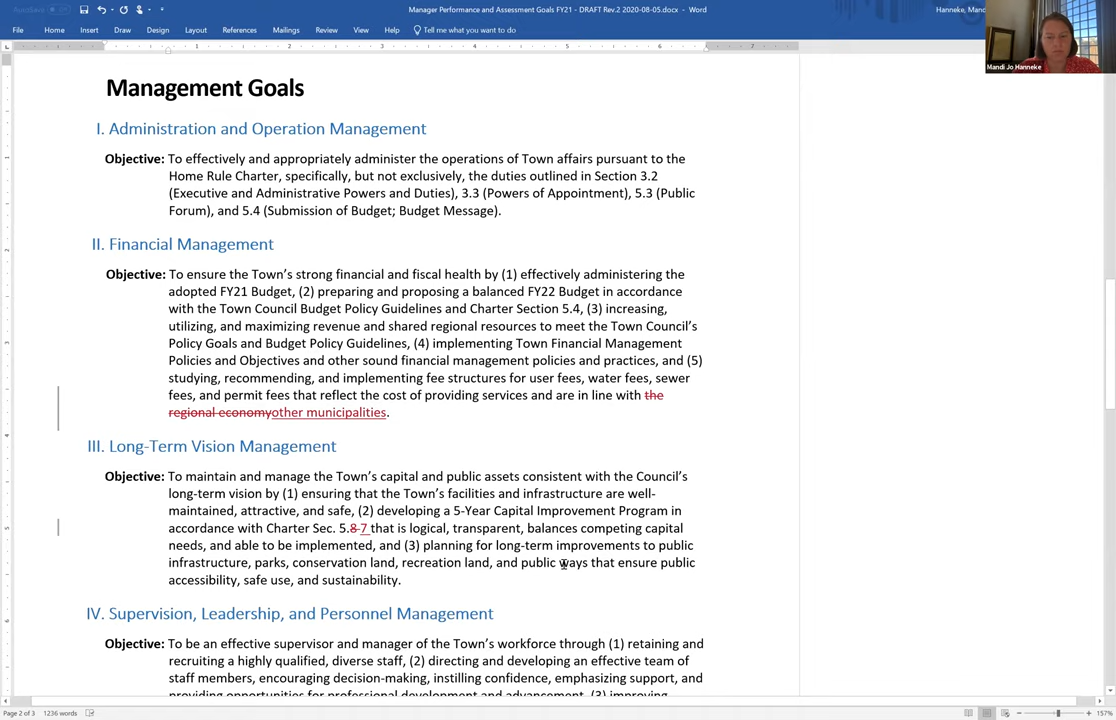 Manager Performance and Assessment Goals FY21 - DRAFT Rev.2 2020-08-05.docx - Word
Hanneke, Mand
File Home Insert Draw Design Layout References Mailings Review View Help Tell me what you want to do
Mandi Jo Hanneke
Management Goals
I. Administration and Operation Management
Objective: To effectively and appropriately administer the operations of Town affairs pursuant to the
Home Rule Charter, specifically, but not exclusively, the duties outlined in Section 3.2
(Executive and Administrative Powers and Duties), 3.3 (Powers of Appointment), 5.3 (Public
Forum), and 5.4 (Submission of Budget; Budget Message).
II. Financial Management
Objective: To ensure the Town's strong financial and fiscal health by (1) effectively administering the
adopted FY21 Budget, (2) preparing and proposing a balanced FY22 Budget in accordance
with the Town Council Budget Policy Guidelines and Charter Section 5.4, (3) increasing,
utilizing, and maximizing revenue and shared regional resources to meet the Town Council's
Policy Goals and Budget Policy Guidelines, (4) implementing Town Financial Management
Policies and Objectives and other sound financial management policies and practices, and (5)
studying, recommending, and implementing fee structures for user fees, water fees, sewer
fees, and permit fees that reflect the cost of providing services and are in line with the
regional economyother municipalities.
III. Long-Term Vision Management
Objective: To maintain and manage the Town's capital and public assets consistent with the Council's
long-term vision by (1) ensuring that the Town's facilities and infrastructure are well-
maintained, attractive, and safe, (2) developing a 5-Year Capital Improvement Program in
accordance with Charter Sec. 5.8 7 that is logical, transparent, balances competing capital
needs, and able to be implemented, and (3) planning for long-term improvements to public
infrastructure, parks, conservation land, recreation land, and public ways that ensure public
accessibility, safe use, and sustainability.
IV. Supervision, Leadership, and Personnel Management
Objective: To be an effective supervisor and manager of the Town's workforce through (1) retaining and
recruiting a highly qualified, diverse staff, (2) directing and developing an effective team of
staff members, encouraging decision-making, instilling confidence, emphasizing support, and
providing opportunities for professional development and advancement, (3) improving
Page 2 of 3 1236 words
157%